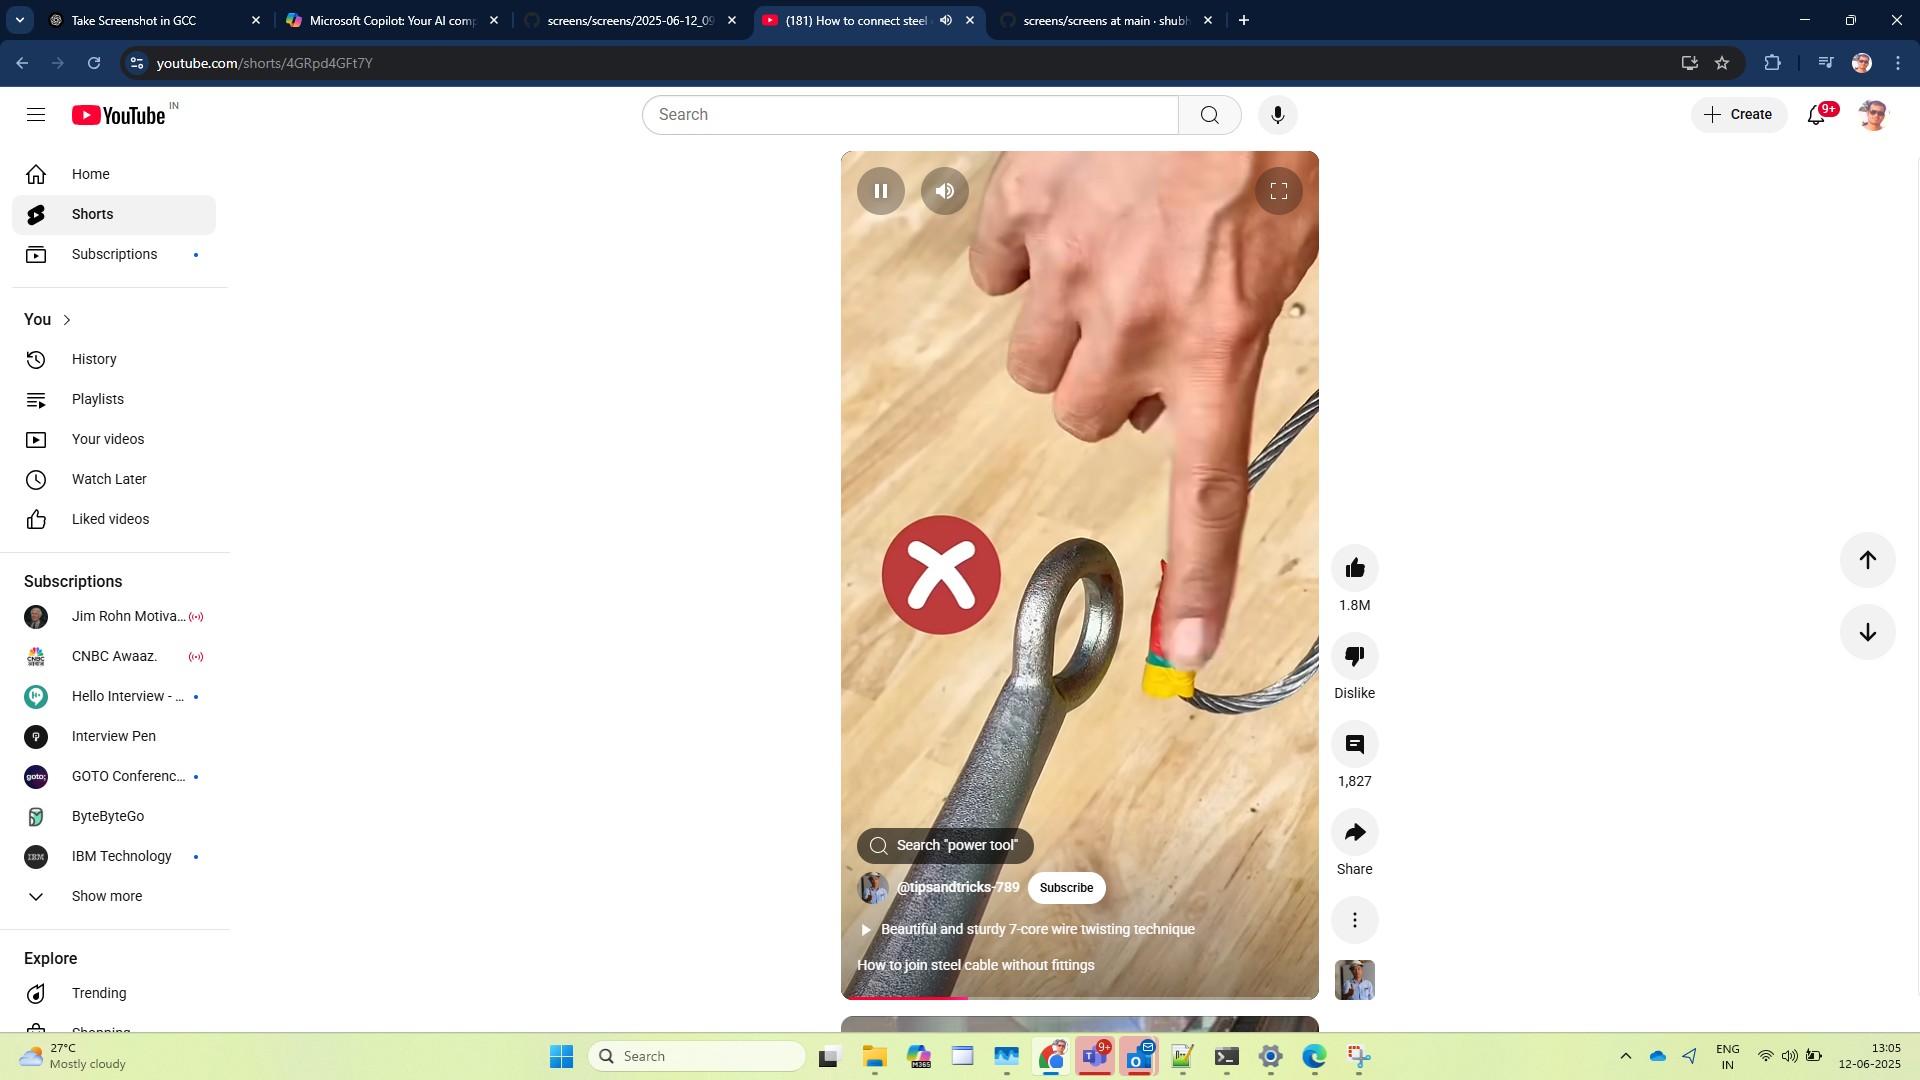 Take Screenshot in GCC
Microsoft Copilot: Your AI comp
screens/screens/2025-06-12_09
(181) How to connect steel
screens/screens at main · shubh
youtube.com/shorts/4GRpd4GFt7Y
YouTube
IN
Search
Create
9+
Home
Shorts
Subscriptions
You
History
Playlists
Your videos
Watch Later
Liked videos
Subscriptions
Jim Rohn Motiva...
CNBC Awaaz.
Hello Interview - ...
Interview Pen
GOTO Conferenc...
ByteByteGo
IBM Technology
Show more
Explore
Trending
Shopping
Search "power tool"
@tipsandtricks-789
Subscribe
Beautiful and sturdy 7-core wire twisting technique
How to join steel cable without fittings
1.8M
Dislike
1,827
Share
27°C
Mostly cloudy
Search
M365
9+
ENG
IN
13:05
12-06-2025